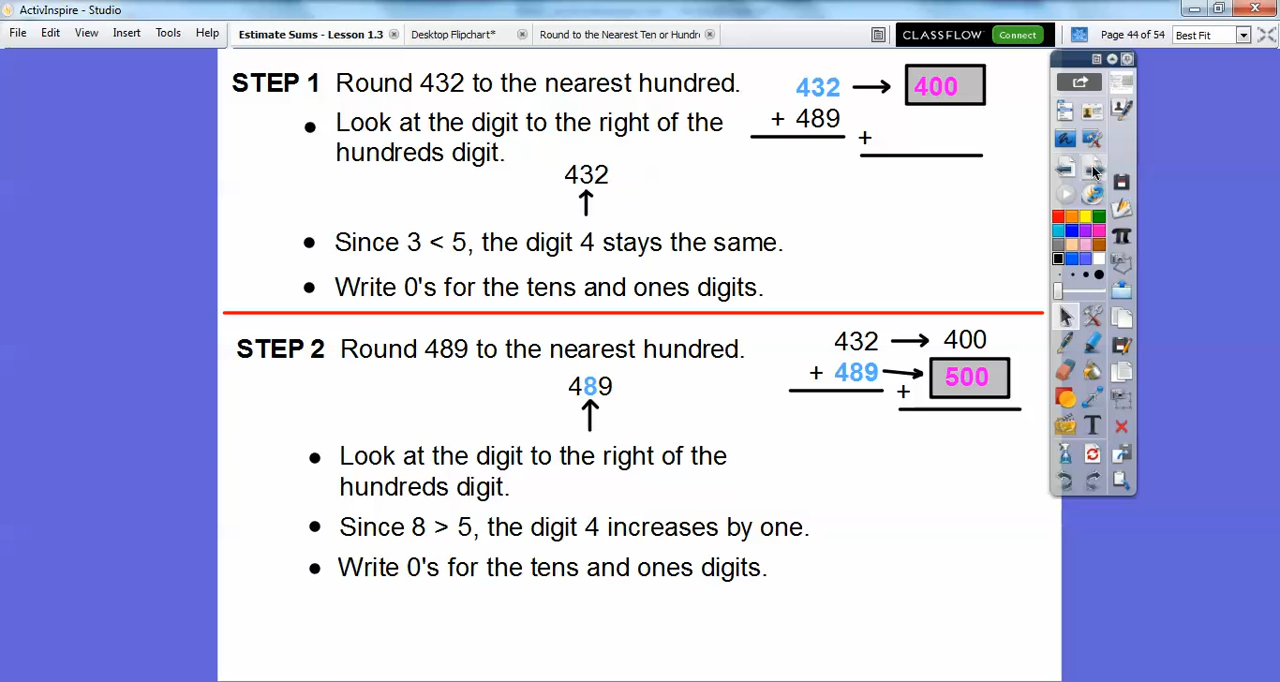 ActivInspire - Studio
File Edit View Insert Tools Help
Estimate Sums - Lesson 1.3
Desktop Flipchart*
Round to the Nearest Ten or Hundr
CLASSFLOW Connect
Page 44 of 54
Best Fit
STEP 1 Round 432 to the nearest hundred.
• Look at the digit to the right of the
hundreds digit.
432
• Since 3 < 5, the digit 4 stays the same.
• Write 0's for the tens and ones digits.
432 → 400
+ 489
+
STEP 2 Round 489 to the nearest hundred.
489
• Look at the digit to the right of the
hundreds digit.
• Since 8 > 5, the digit 4 increases by one.
• Write 0's for the tens and ones digits.
432 → 400
+ 489 → + 500
π
T